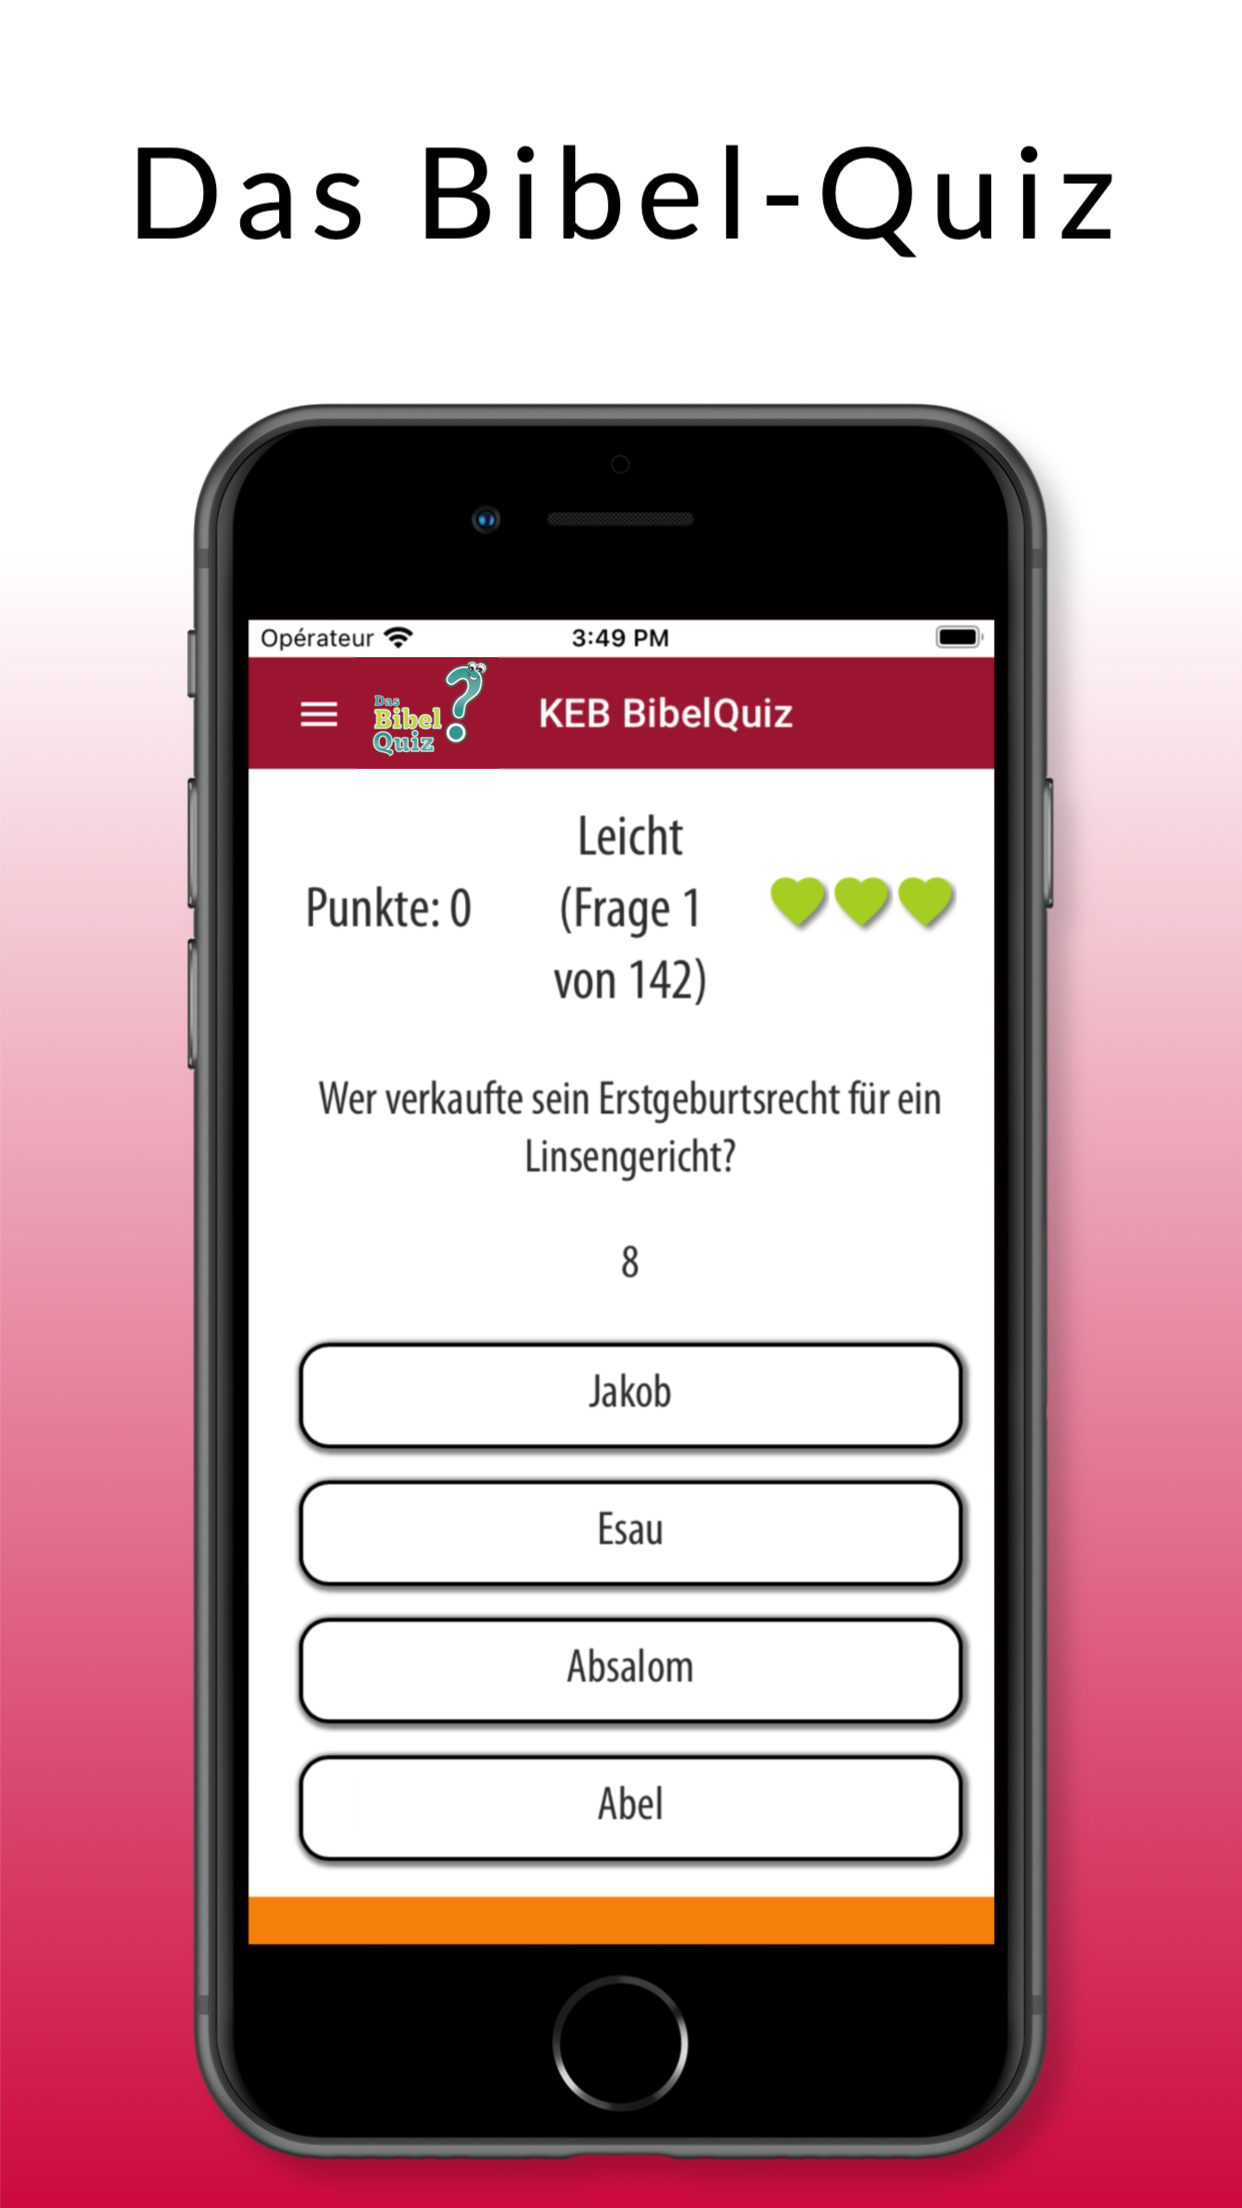 Das Bibel-Quiz
Opérateur
3:49 PM
Das
Bibel
Quiz
?
KEB BibelQuiz
Punkte: 0
Leicht
(Frage 1
von 142)
Wer verkaufte sein Erstgeburtsrecht für ein
Linsengericht?
8
Jakob
Esau
Absalom
Abel